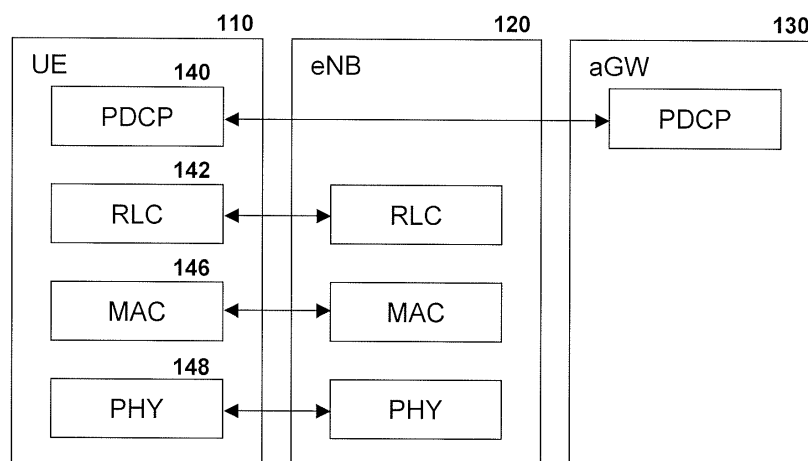 110
120
130
UE
eNB
aGW
140
PDCP
PDCP
142
RLC
RLC
146
MAC
MAC
148
PHY
PHY